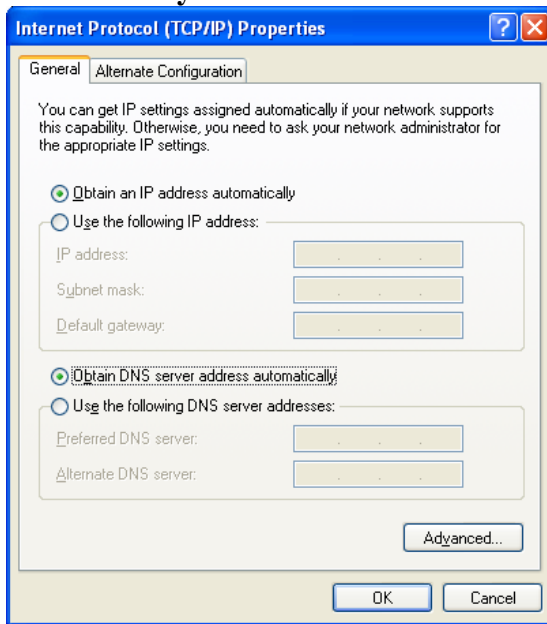 Internet Protocol (TCP/IP) Properties
General
Alternate Configuration
You can get IP settings assigned automatically if your network supports
this capability. Otherwise, you need to ask your network administrator for
the appropriate IP settings.
Obtain an IP address automatically
Use the following IP address:
IP address:
Subnet mask:
Default gateway:
Obtain DNS server address automatically
Use the following DNS server addresses:
Preferred DNS server:
Alternate DNS server:
Advanced...
OK
Cancel